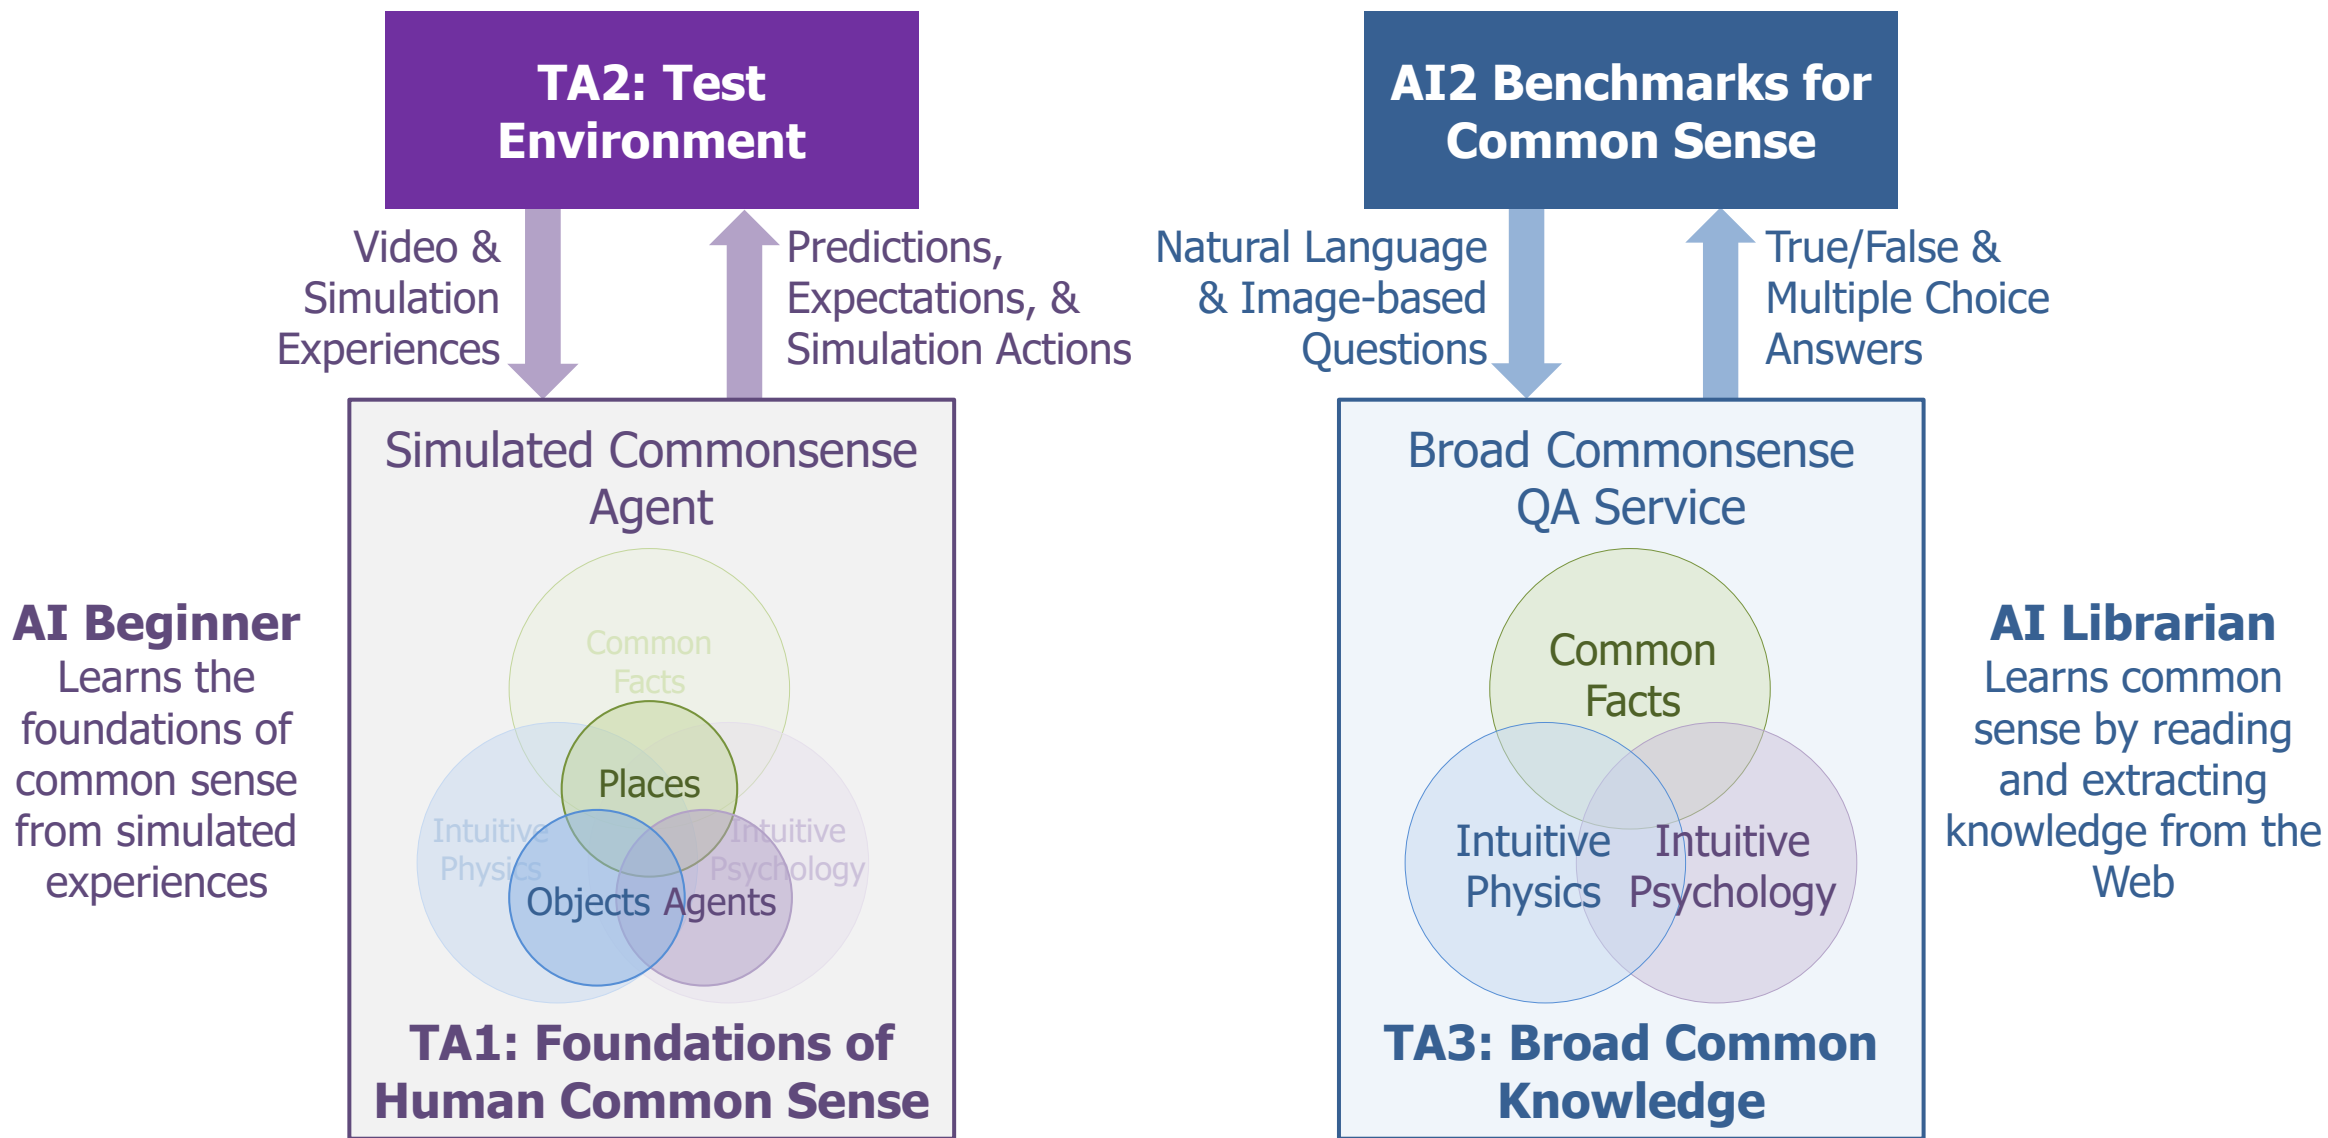 TA2: Test
Environment
Video &
Simulation
Experiences
Predictions,
Expectations, &
Simulation Actions
Simulated Commonsense
Agent
Common
Facts
Places
Intuitive
Physics
Intuitive
Psychology
Objects
Agents
TA1: Foundations of
Human Common Sense
AI Beginner
Learns the
foundations of
common sense
from simulated
experiences
AI2 Benchmarks for
Common Sense
Natural Language
& Image-based
Questions
True/False &
Multiple Choice
Answers
Broad Commonsense
QA Service
Common
Facts
Intuitive
Physics
Intuitive
Psychology
TA3: Broad Common
Knowledge
AI Librarian
Learns common
sense by reading
and extracting
knowledge from the
Web